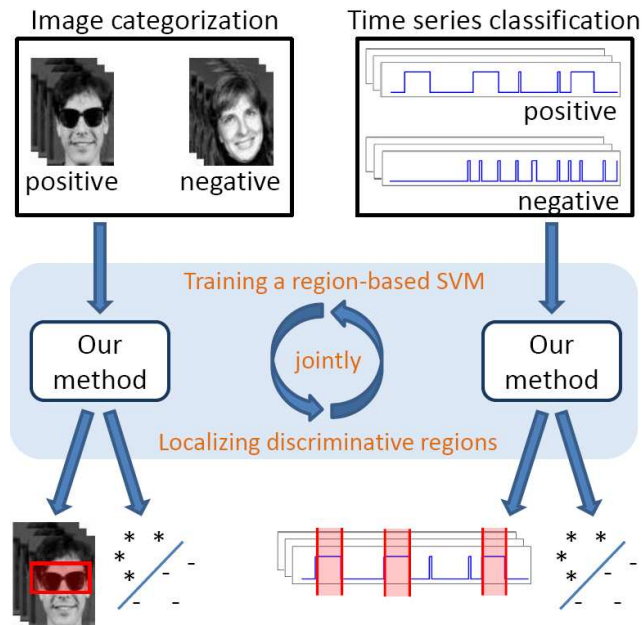 Image categorization
Time series classification
positive
negative
positive
negative
Training a region-based SVM
Our
method
jointly
Our
method
Localizing discriminative regions